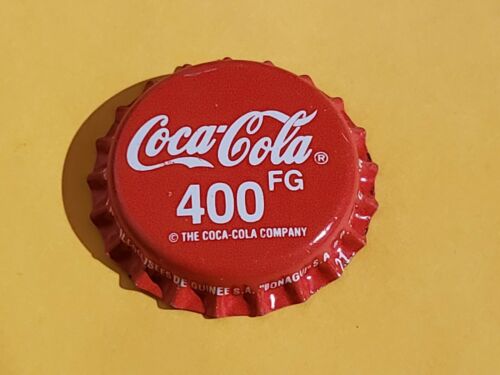 Coca-Cola®
400 FG
© THE COCA-COLA COMPANY
DE GUINEE S.A. "BONAGUI" S.A.